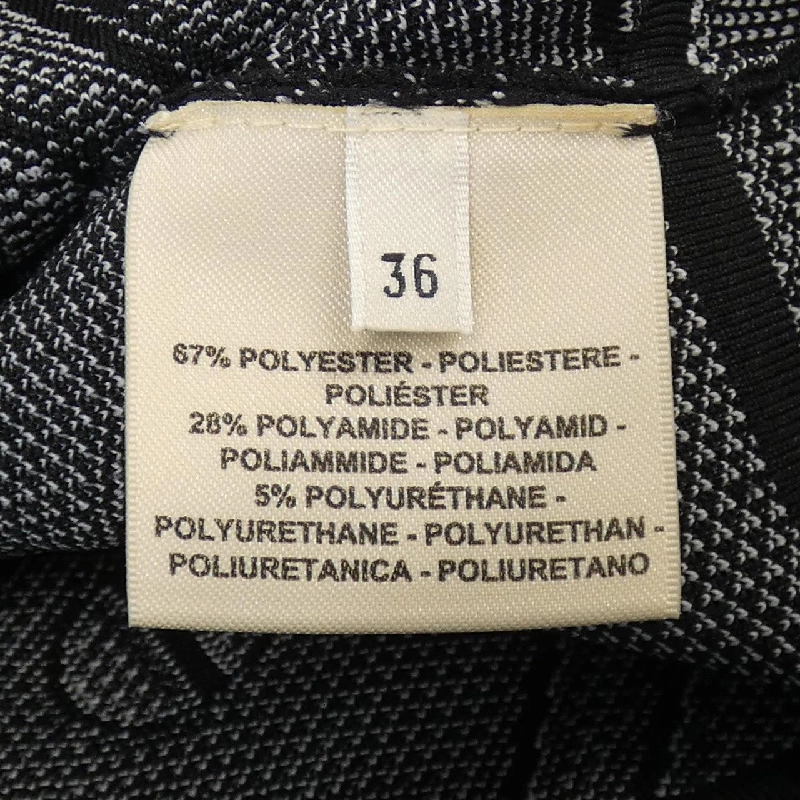 36
67% POLYESTER - POLIESTERE -
POLIÉSTER
28% POLYAMIDE - POLYAMID -
POLIAMMIDE - POLIAMIDA
5% POLYURÉTHANE -
POLYURETHANE - POLYURETHAN -
POLIURETANICA - POLIURETANO